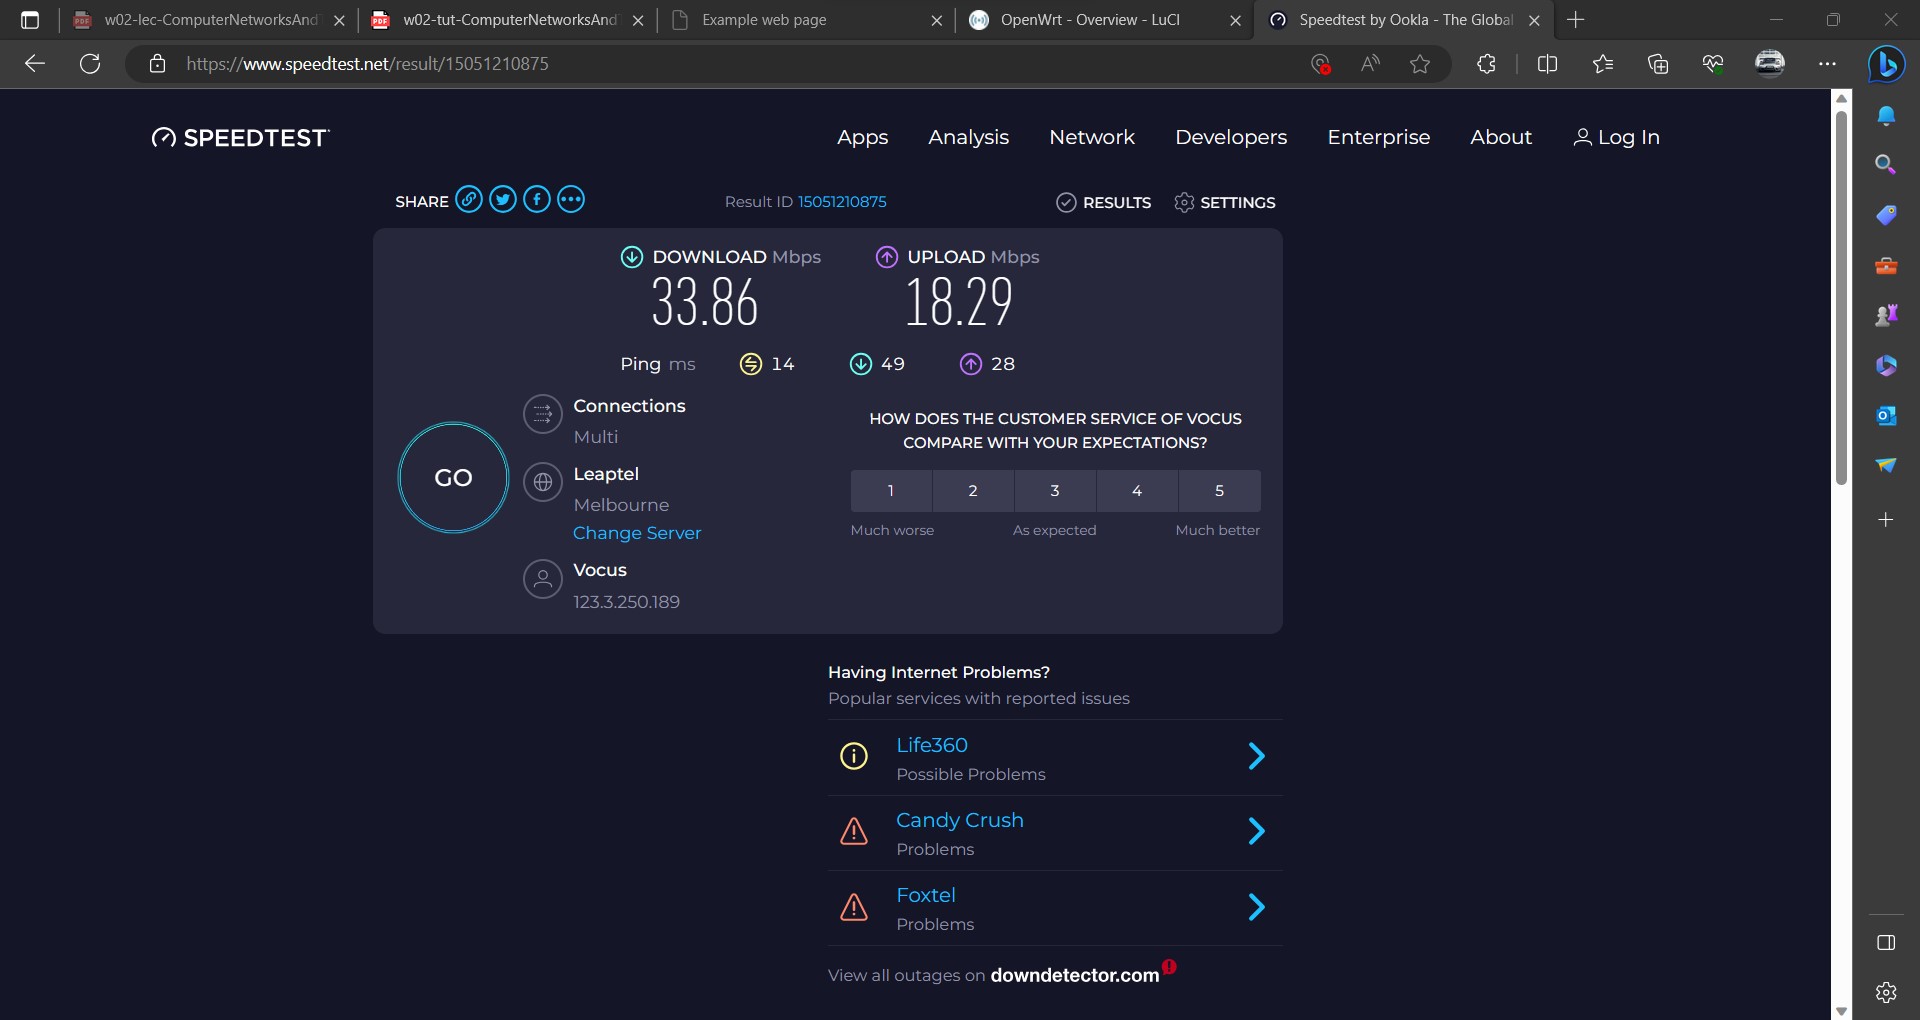 w02-lec-ComputerNetworksAnd
w02-tut-ComputerNetworksAnd
Example web page
OpenWrt - Overview - LuCI
Speedtest by Ookla - The Global
https://www.speedtest.net/result/15051210875
SPEEDTEST
Apps
Analysis
Network
Developers
Enterprise
About
Log In
SHARE
Result ID 15051210875
RESULTS
SETTINGS
DOWNLOAD Mbps
UPLOAD Mbps
33.86
18.29
Ping ms
14
49
28
GO
Connections
Multi
Leaptel
Melbourne
Change Server
Vocus
123.3.250.189
HOW DOES THE CUSTOMER SERVICE OF VOCUS
COMPARE WITH YOUR EXPECTATIONS?
1
2
3
4
5
Much worse
As expected
Much better
Having Internet Problems?
Popular services with reported issues
Life360
Possible Problems
Candy Crush
Problems
Foxtel
Problems
View all outages on downdetector.com